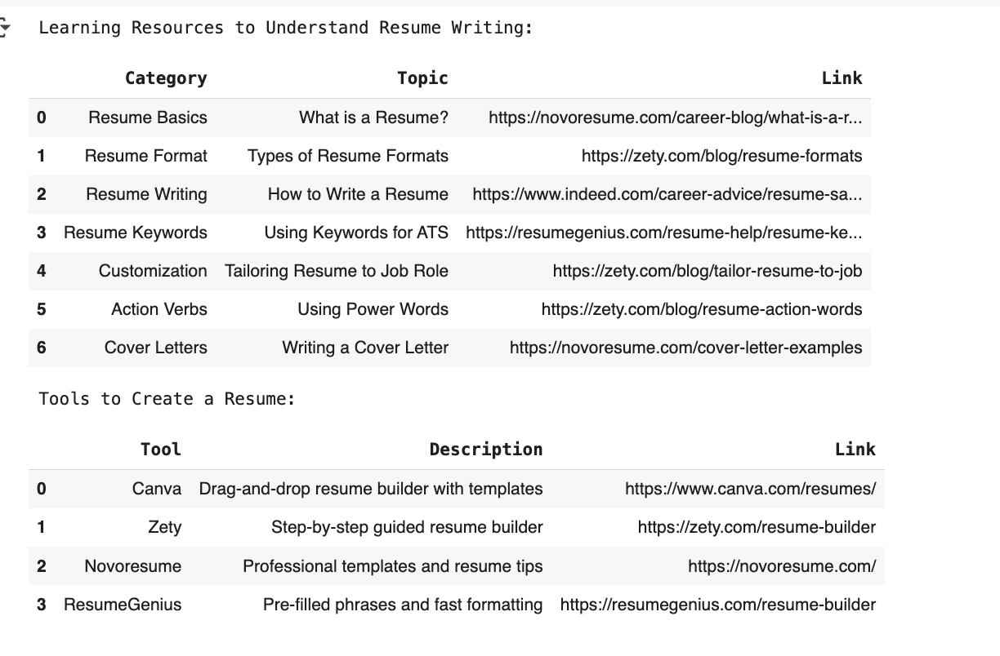 Learning Resources to Understand Resume Writing:
Category Topic Link
0 Resume Basics What is a Resume? https://novoresume.com/career-blog/what-is-a-r...
1 Resume Format Types of Resume Formats https://zety.com/blog/resume-formats
2 Resume Writing How to Write a Resume https://www.indeed.com/career-advice/resume-sa...
3 Resume Keywords Using Keywords for ATS https://resumegenius.com/resume-help/resume-ke...
4 Customization Tailoring Resume to Job Role https://zety.com/blog/tailor-resume-to-job
5 Action Verbs Using Power Words https://zety.com/blog/resume-action-words
6 Cover Letters Writing a Cover Letter https://novoresume.com/cover-letter-examples
Tools to Create a Resume:
Tool Description Link
0 Canva Drag-and-drop resume builder with templates https://www.canva.com/resumes/
1 Zety Step-by-step guided resume builder https://zety.com/resume-builder
2 Novoresume Professional templates and resume tips https://novoresume.com/
3 ResumeGenius Pre-filled phrases and fast formatting https://resumegenius.com/resume-builder